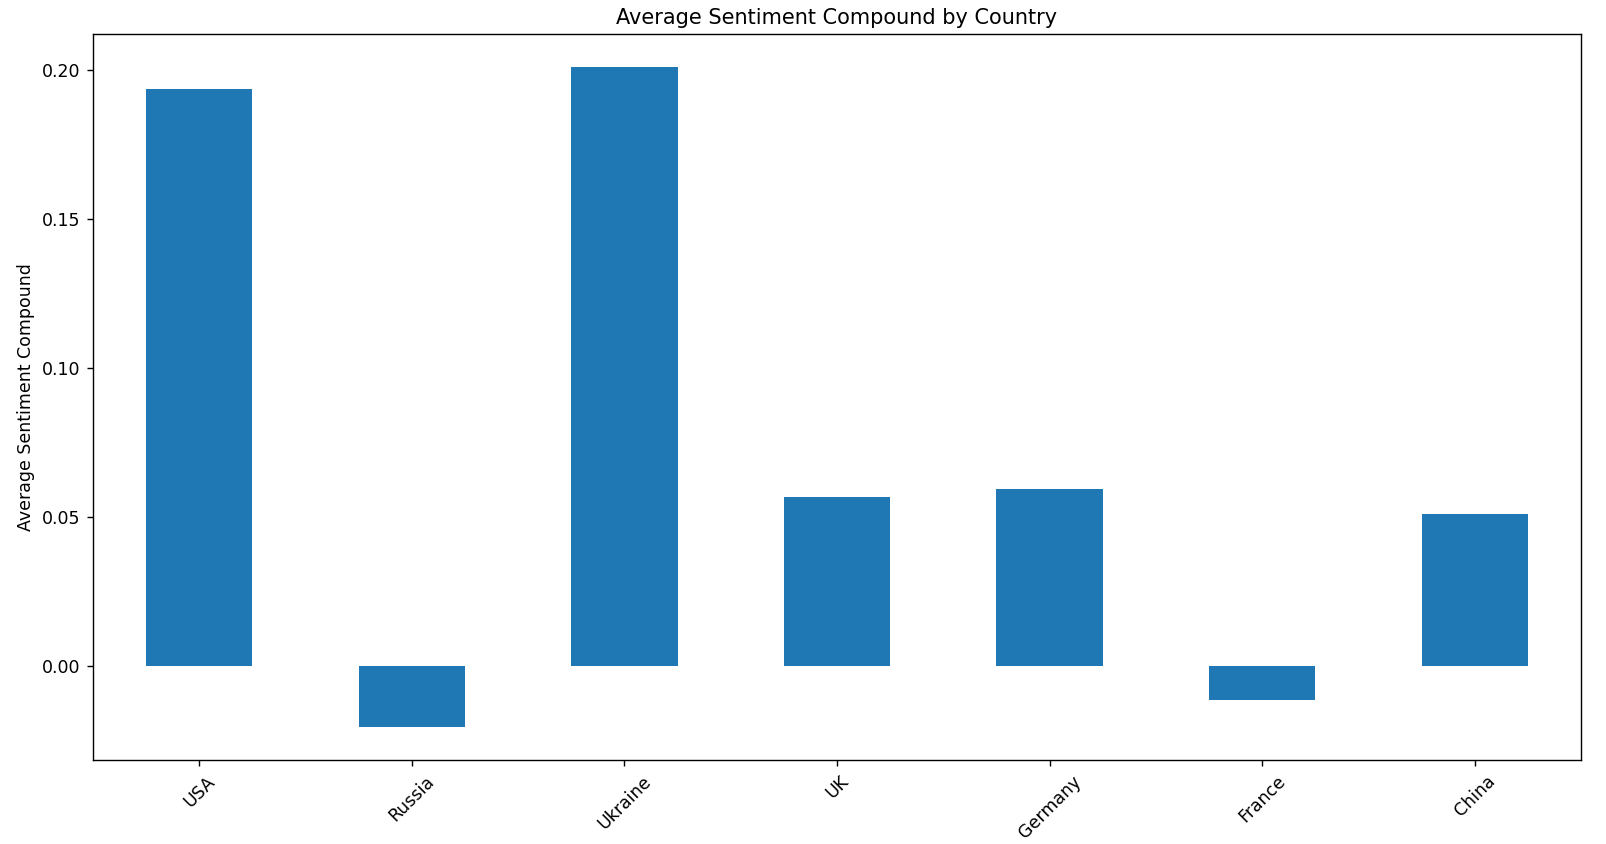 Average Sentiment Compound by Country
Average Sentiment Compound
0.20
0.15
0.10
0.05
0.00
USA
Russia
Ukraine
UK
Germany
France
China